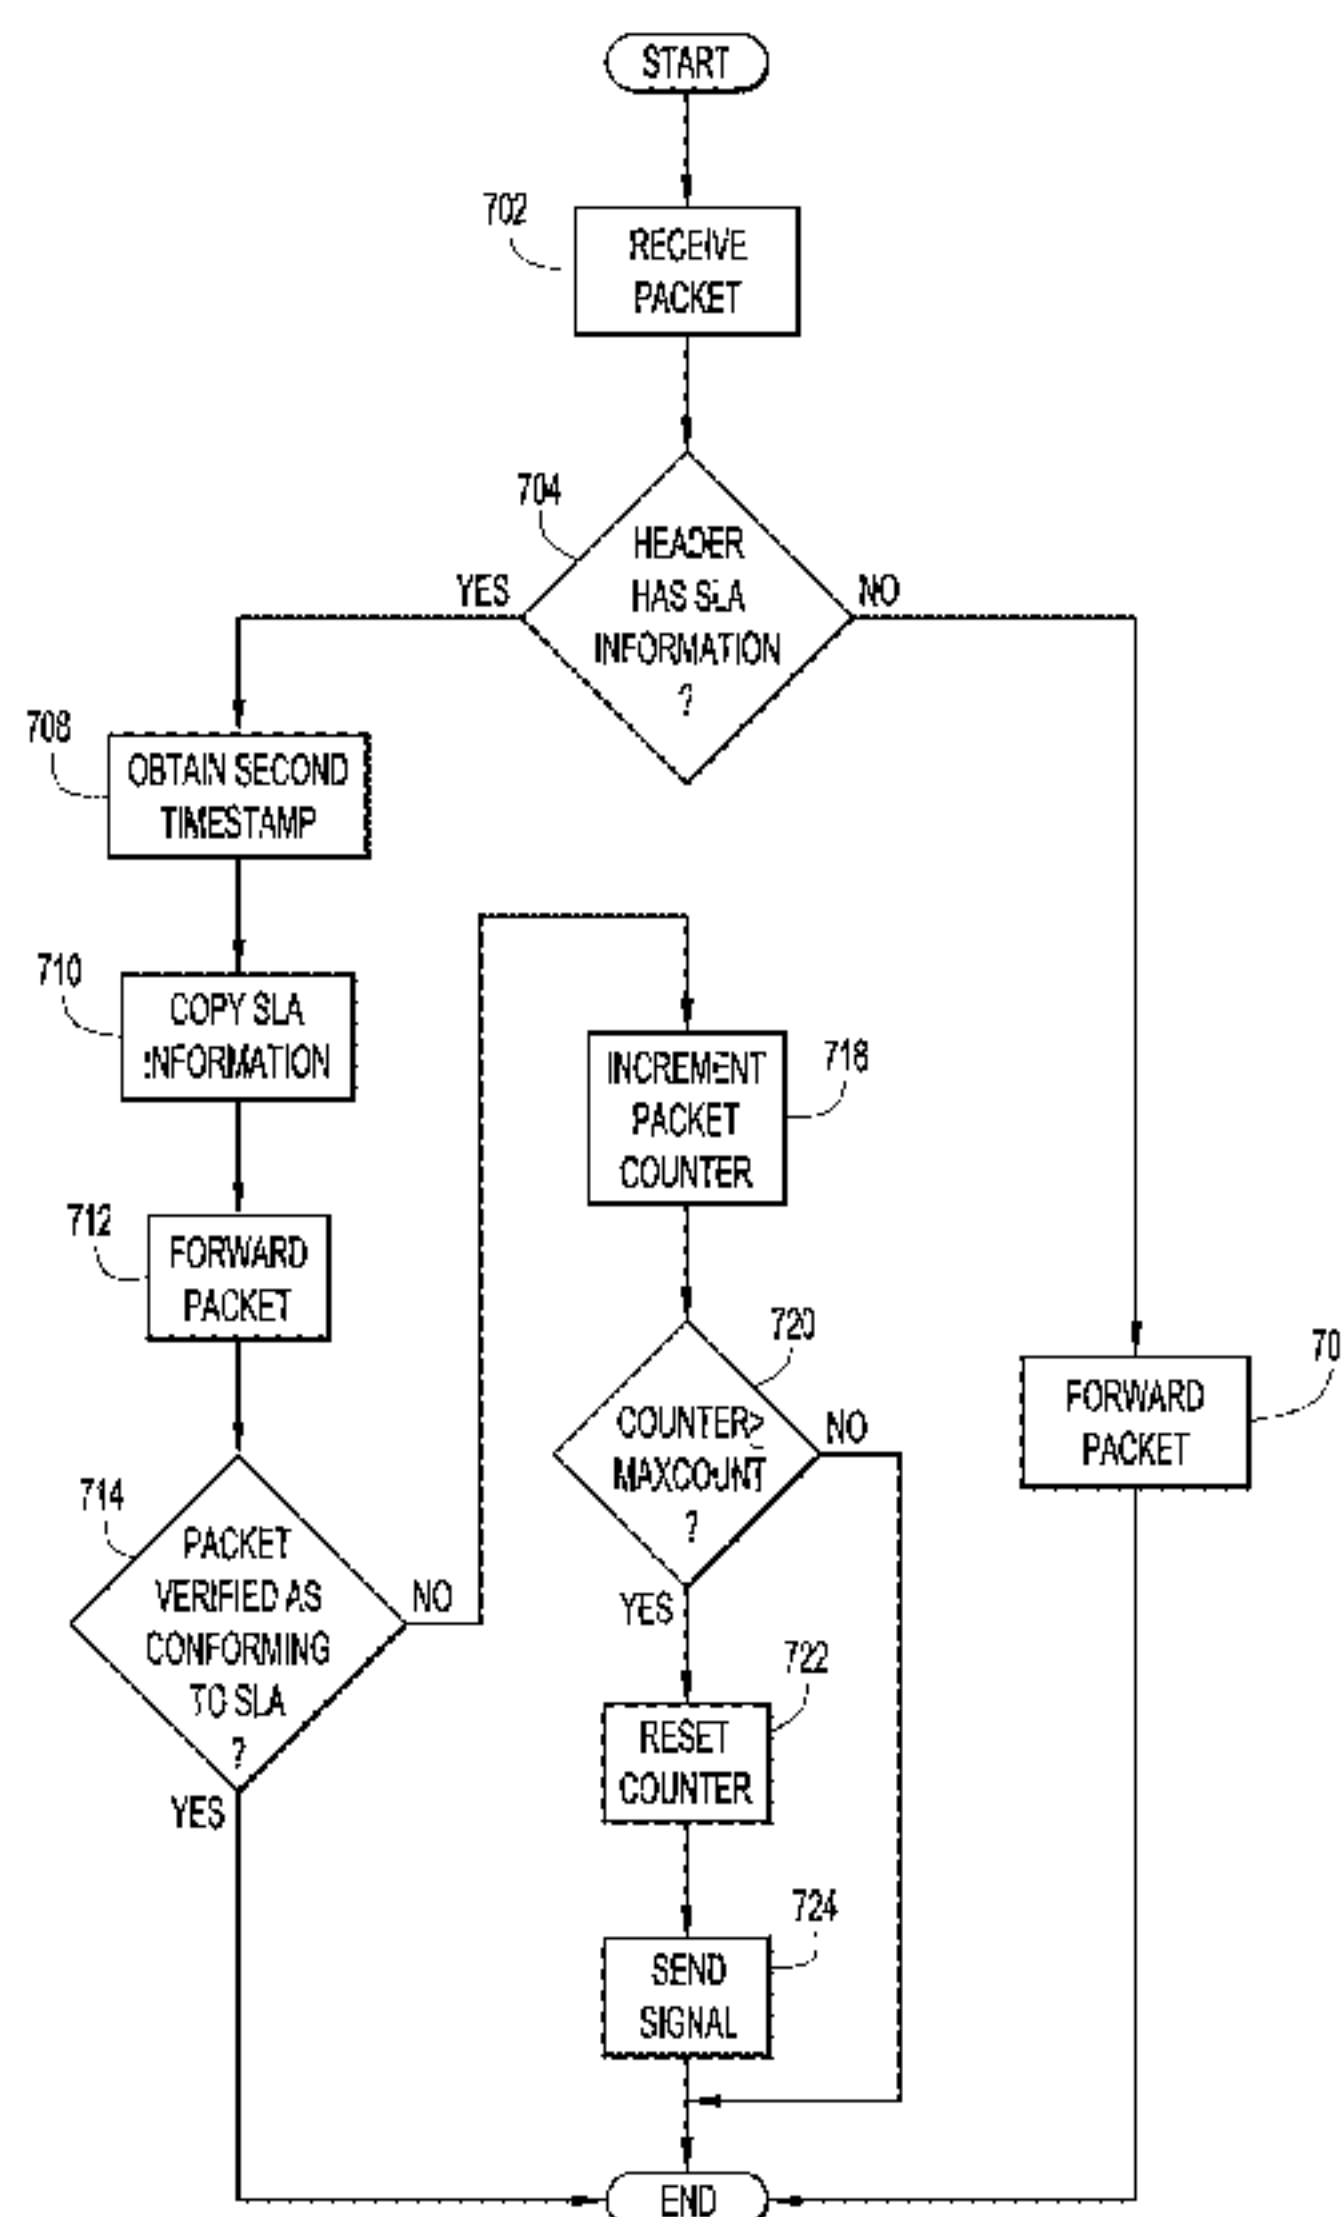 START
702
RECEIVE
PACKET
704
HEADER
HAS SLA
INFORMATION
?
YES
NO
708
OBTAIN SECOND
TIMESTAMP
710
COPY SLA
INFORMATION
718
INCREMENT
PACKET
COUNTER
712
FORWARD
PACKET
720
COUNTER≥
MAXCOUNT
?
NO
YES
70
FORWARD
PACKET
714
PACKET
VERIFIED AS
CONFORMING
TO SLA
?
NO
YES
722
RESET
COUNTER
724
SEND
SIGNAL
END